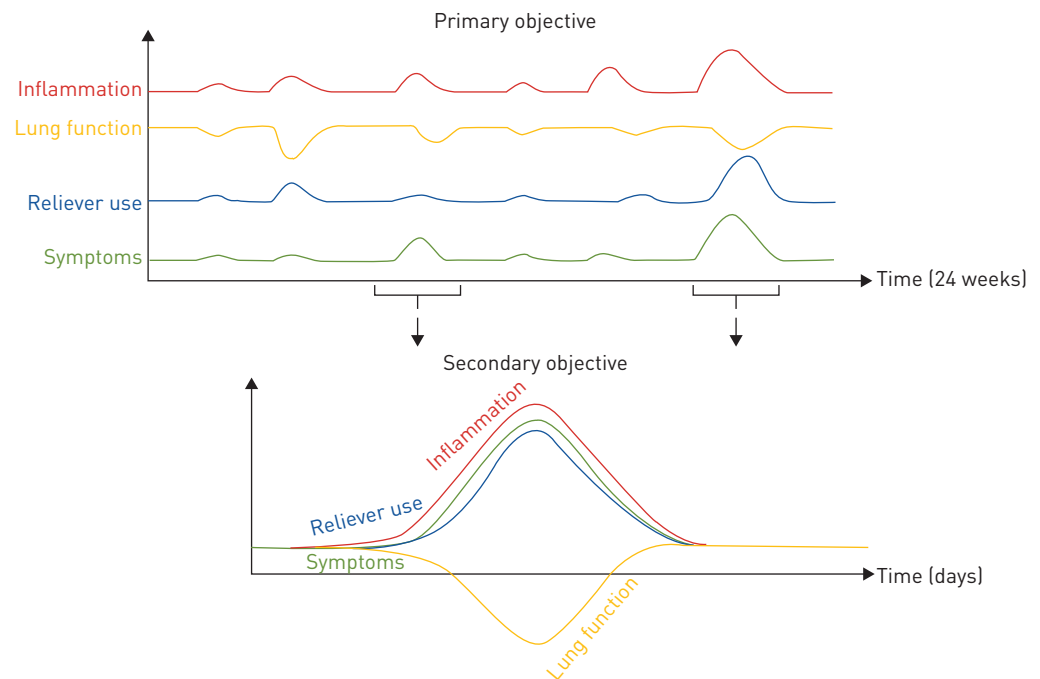 Primary objective
Inflammation
Lung function
Reliever use
Symptoms
Time (24 weeks)
Secondary objective
Inflammation
Reliever use
Symptoms
Time (days)
Lung function